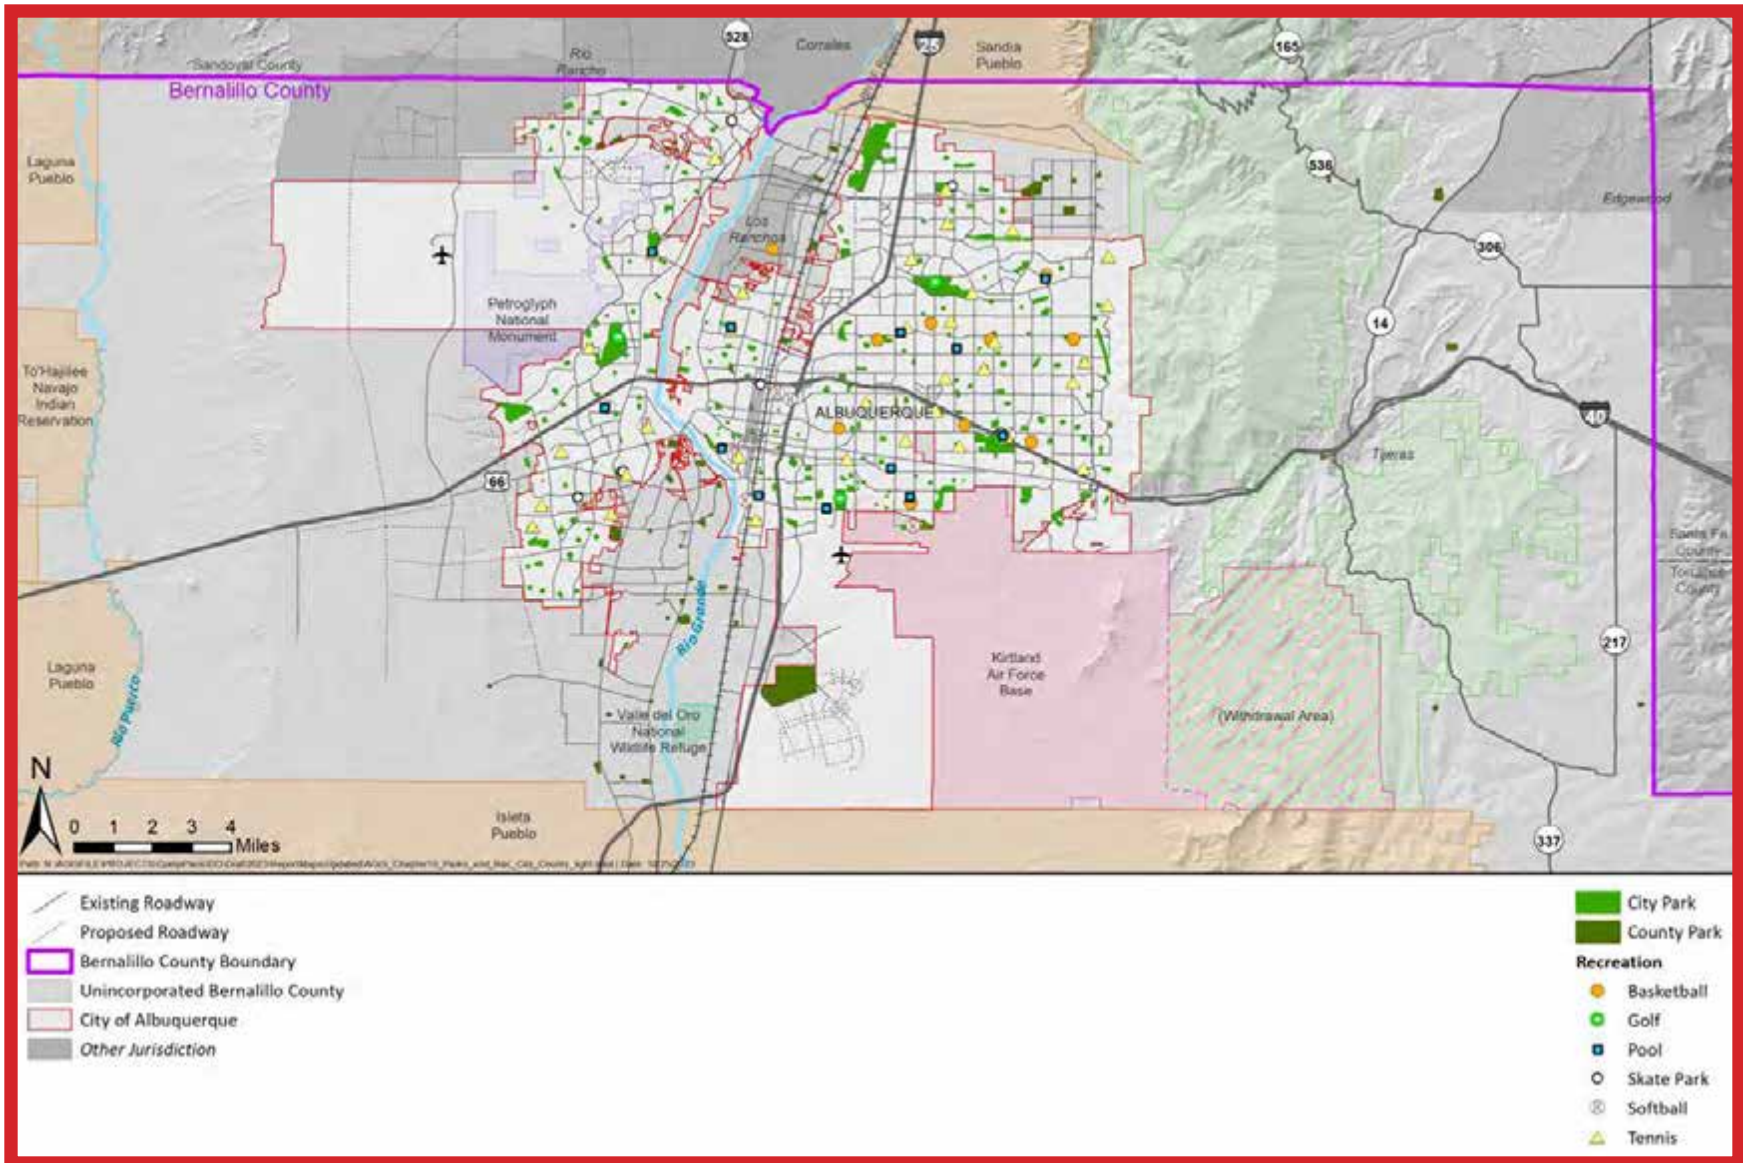 528
25
165
Corrales
Sandia
Pueblo
Rio
Rancho
Sandoval County
Bernalillo County
Laguna
Pueblo
536
Edgewood
Los
Ranchos
306
Petroglyph
National
Monument
14
To'Hajiilee
Navajo
Indian
Reservation
ALBUQUERQUE
40
Tijeras
66
Santa Fe
County
Torrance
County
Rio Grande
217
Kirtland
Air Force
Base
Laguna
Pueblo
Rio Puerco
Valle del Oro
National
Wildlife Refuge
(Withdrawal Area)
N
Isleta
Pueblo
0 1 2 3 4
Miles
337
Existing Roadway
Proposed Roadway
Bernalillo County Boundary
Unincorporated Bernalillo County
City of Albuquerque
Other Jurisdiction
City Park
County Park
Recreation
Basketball
Golf
Pool
Skate Park
Softball
Tennis